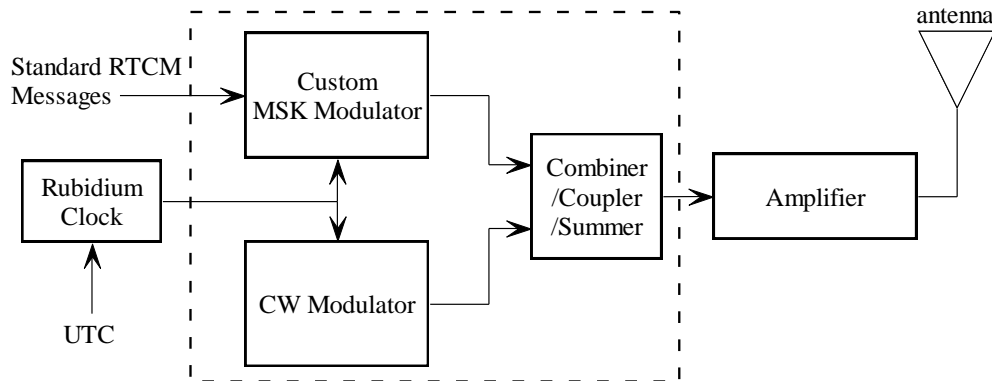 antenna
Standard RTCM
Messages
Custom
MSK Modulator
Rubidium
Clock
UTC
CW Modulator
Combiner
/Coupler
/Summer
Amplifier